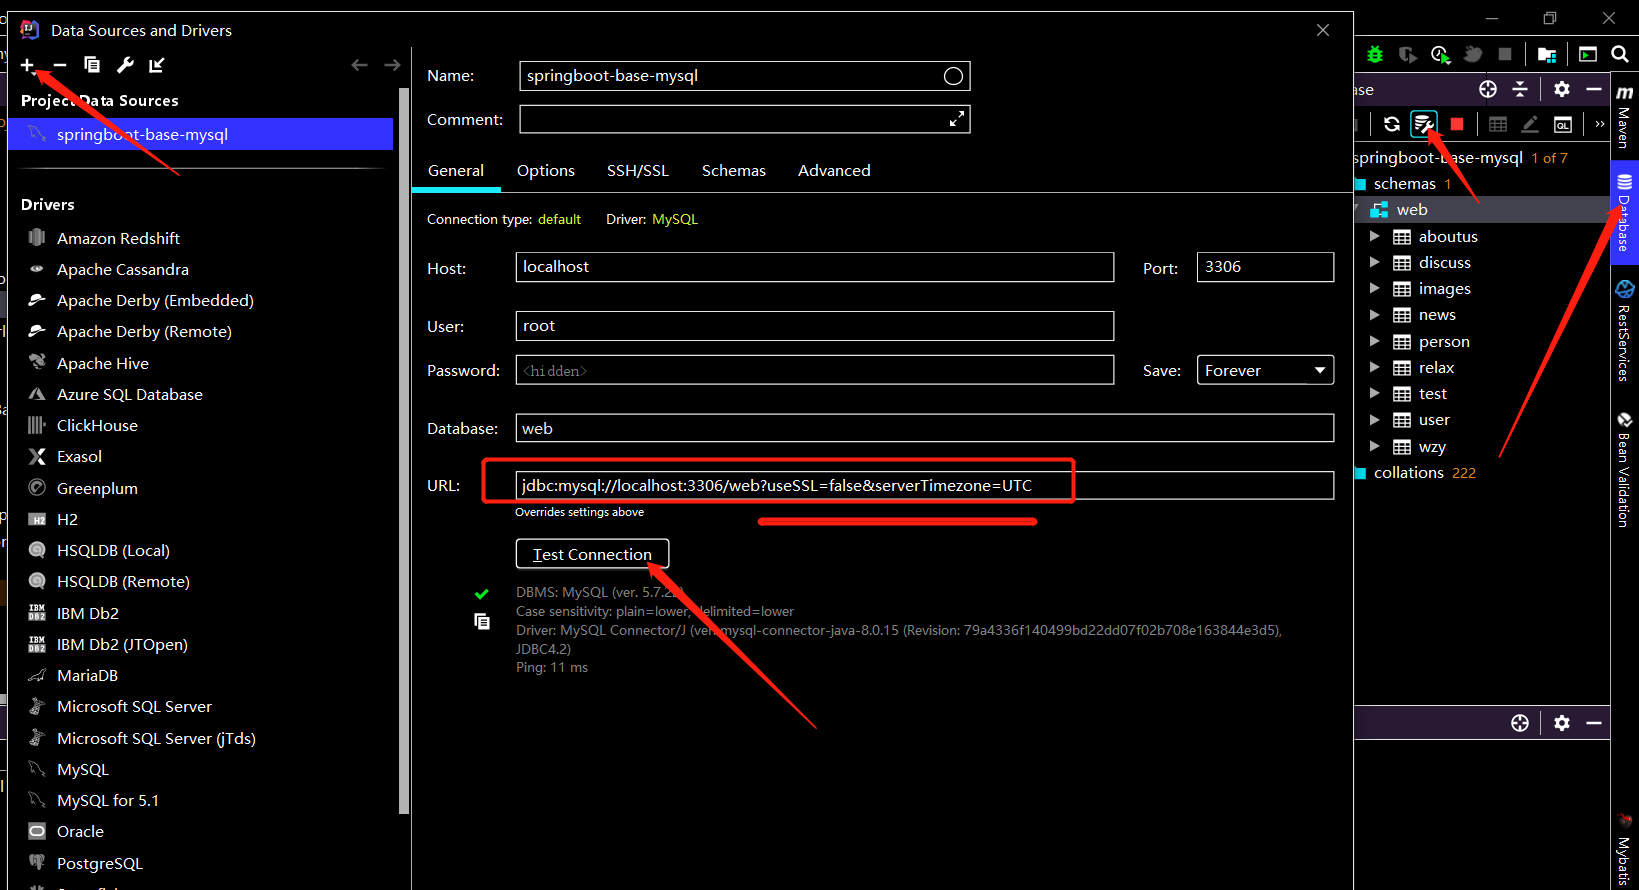 Data Sources and Drivers
Project Data Sources
springboot-base-mysql
Drivers
Amazon Redshift
Apache Cassandra
Apache Derby (Embedded)
Apache Derby (Remote)
Apache Hive
Azure SQL Database
ClickHouse
Exasol
Greenplum
H2
HSQLDB (Local)
HSQLDB (Remote)
IBM Db2
IBM Db2 (JTOpen)
MariaDB
Microsoft SQL Server
Microsoft SQL Server (jTds)
MySQL
MySQL for 5.1
Oracle
PostgreSQL
Name: springboot-base-mysql
Comment:
General Options SSH/SSL Schemas Advanced
Connection type: default Driver: MySQL
Host: localhost Port: 3306
User: root
Password: <hidden> Save: Forever
Database: web
URL: jdbc:mysql://localhost:3306/web?useSSL=false&serverTimezone=UTC
Overrides settings above
Test Connection
DBMS: MySQL (ver. 5.7.2
Case sensitivity: plain=lower, delimited=lower
Driver: MySQL Connector/J (ver. mysql-connector-java-8.0.15 (Revision: 79a4336f140499bd22dd07f02b708e163844e3d5),
JDBC4.2)
Ping: 11 ms
ase
QL
springboot-base-mysql 1 of 7
schemas 1
web
aboutus
discuss
images
news
person
relax
test
user
wzy
collations 222
Maven
Database
RestServices
Bean Validation
Mybatis